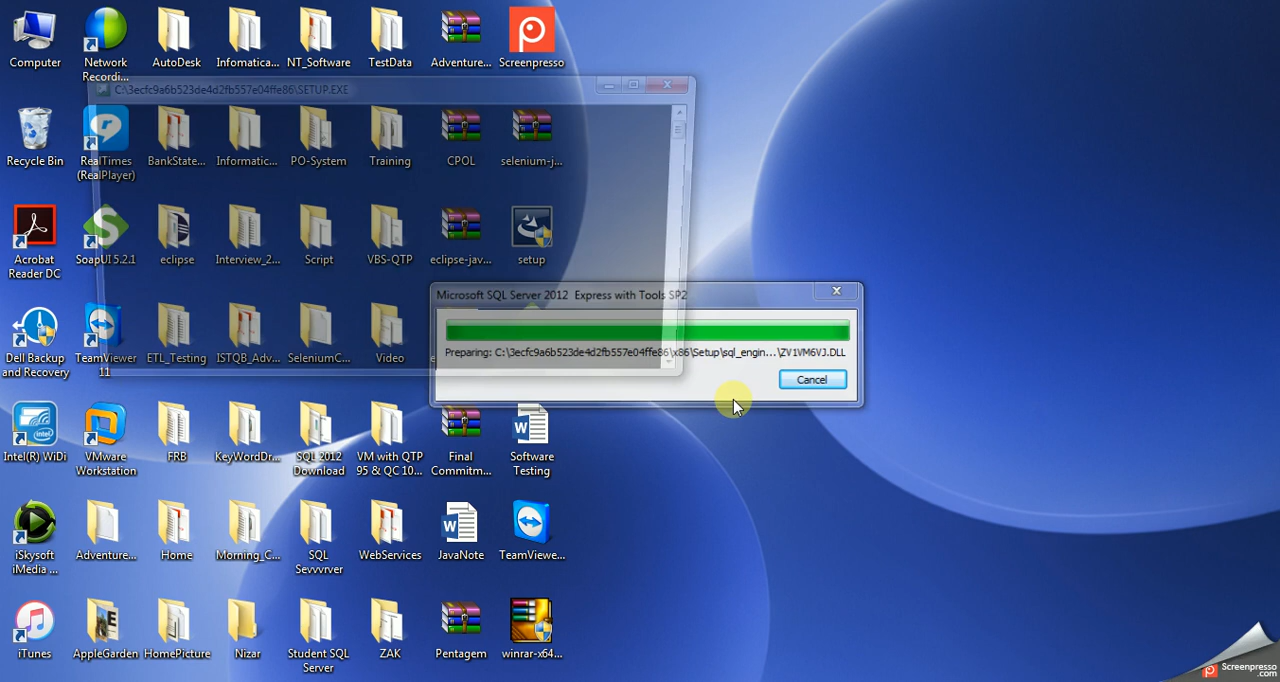 Computer
Network
Recordi...
AutoDesk
Infomatica...
NT_Software
TestData
Adventure...
Screenpresso
C:\3ecfc9a6b523de4d2fb557e04ffe86\SETUP.EXE
Recycle Bin
RealTimes
(RealPlayer)
BankState...
Informatic...
PO-System
Training
CPOL
selenium-j...
Acrobat
Reader DC
SoapUI 5.2.1
eclipse
Interview_2...
Script
VBS-QTP
eclipse-jav...
setup
Microsoft SQL Server 2012 Express with Tools SP2
Preparing: C:\3ecfc9a6b523de4d2fb557e04ffe86\x86\Setup\sql_engin...\ZV1VM6VJ.DLL
Cancel
Dell Backup
and Recovery
TeamViewer
11
ETL_Testing
ISTQB_Adv...
SeleniumC...
Video
Intel(R) WiDi
VMware
Workstation
FRB
KeyWordDr...
SQL 2012
Download
VM with QTP
95 & QC 10...
Final
Commitm...
Software
Testing
iSkysoft
iMedia ...
Adventure...
Home
Morning_C...
SQL
Sevvvrver
WebServices
JavaNote
TeamViewe...
iTunes
AppleGarden
HomePicture
Nizar
Student SQL
Server
ZAK
Pentagem
winrar-x64...
Screenpresso
.com